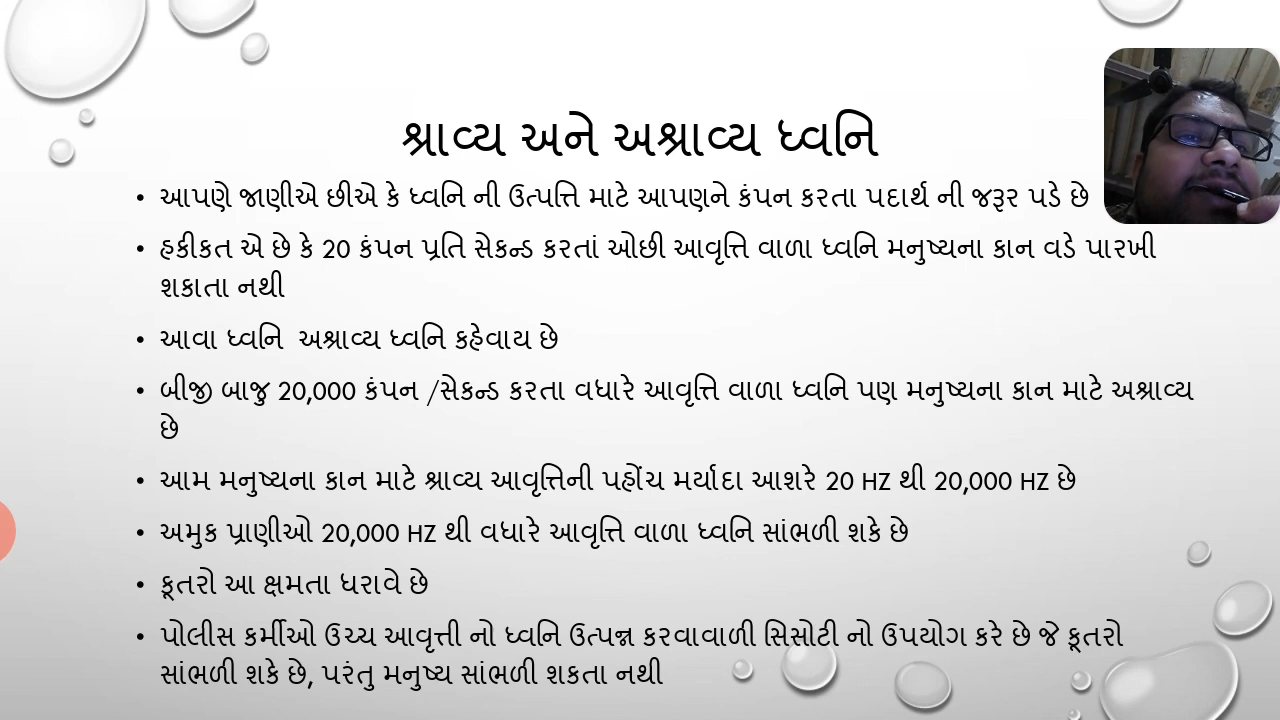 શ્રાવ્ય અને અશ્રાવ્ય ધ્વનિ
• આપણે જાણીએ છીએ કે ધ્વનિ ની ઉત્પત્તિ માટે આપણને કંપન કરતા પદાર્થ ની જરૂર પડે છે
• હકીકત એ છે કે 20 કંપન પ્રતિ સેકન્ડ કરતાં ઓછી આવૃત્તિ વાળા ધ્વનિ મનુષ્યના કાન વડે પારખી
શકાતા નથી
• આવા ધ્વનિ અશ્રાવ્ય ધ્વનિ કહેવાય છે
• બીજી બાજુ 20,000 કંપન /સેકન્ડ કરતા વધારે આવૃત્તિ વાળા ધ્વનિ પણ મનુષ્યના કાન માટે અશ્રાવ્ય
છે
• આમ મનુષ્યના કાન માટે શ્રાવ્ય આવૃત્તિની પહોંચ મર્યાદા આશરે 20 HZ થી 20,000 HZ છે
• અમુક પ્રાણીઓ 20,000 HZ થી વધારે આવૃત્તિ વાળા ધ્વનિ સાંભળી શકે છે
• કૂતરો આ ક્ષમતા ધરાવે છે
• પોલીસ કર્મીઓ ઉચ્ચ આવૃત્તી નો ધ્વનિ ઉત્પન્ન કરવાવાળી સિસોટી નો ઉપયોગ કરે છે જે કૂતરો
સાંભળી શકે છે, પરંતુ મનુષ્ય સાંભળી શકતા નથી